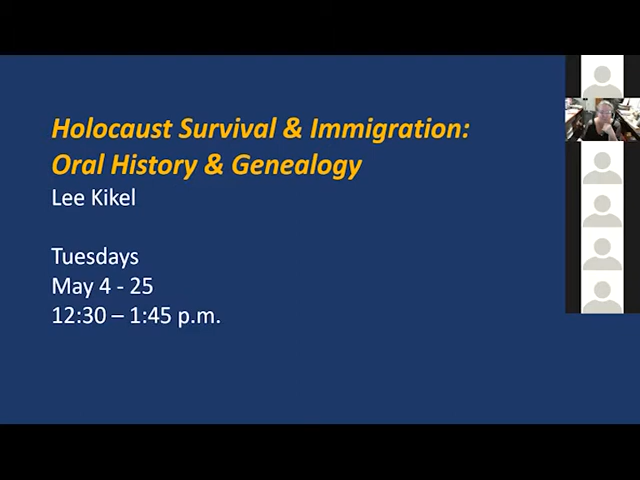 Holocaust Survival & Immigration:
Oral History & Genealogy
Lee Kikel
Tuesdays
May 4 - 25
12:30 – 1:45 p.m.